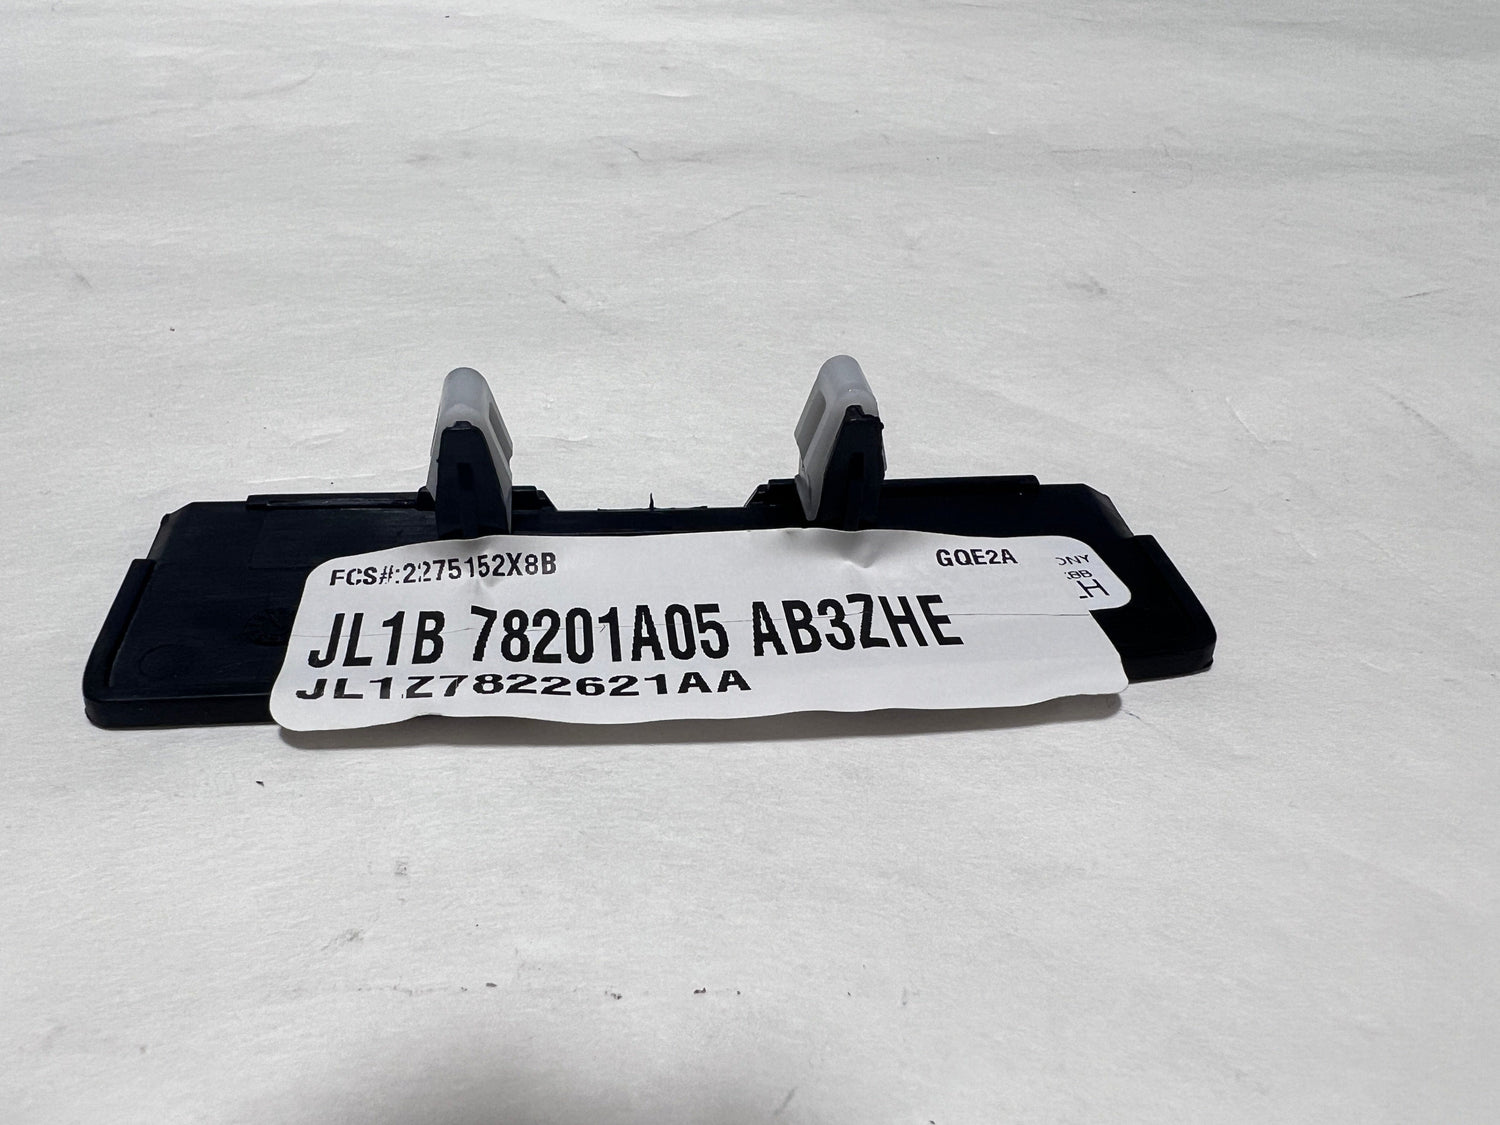 FCS#:2275152X8B GQE2A
JL1B 78201A05 AB3ZHE
JL1Z7822621AA